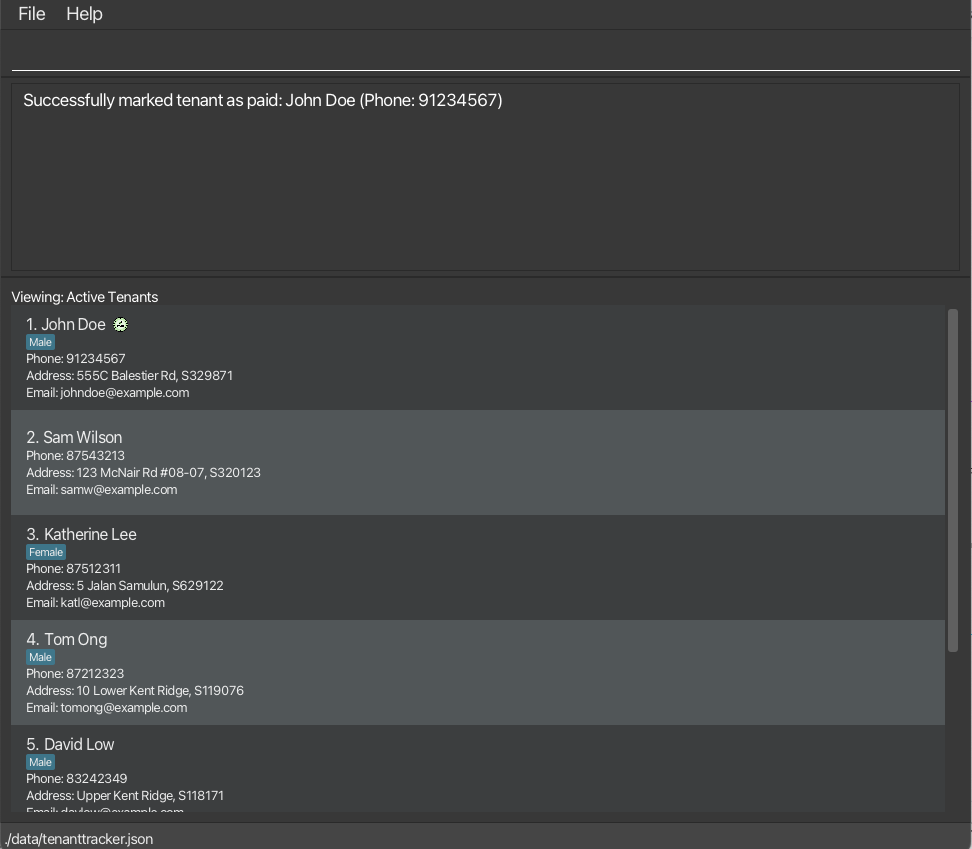 File Help
Successfully marked tenant as paid: John Doe (Phone: 91234567)
Viewing: Active Tenants
1. John Doe
Male
Phone: 91234567
Address: 555C Balestier Rd, S329871
Email: johndoe@example.com
2. Sam Wilson
Phone: 87543213
Address: 123 McNair Rd #08-07, S320123
Email: samw@example.com
3. Katherine Lee
Female
Phone: 87512311
Address: 5 Jalan Samulun, S629122
Email: katl@example.com
4. Tom Ong
Male
Phone: 87212323
Address: 10 Lower Kent Ridge, S119076
Email: tomong@example.com
5. David Low
Male
Phone: 83242349
Address: Upper Kent Ridge, S118171
Email: davlow@example.com
./data/tenanttracker.json